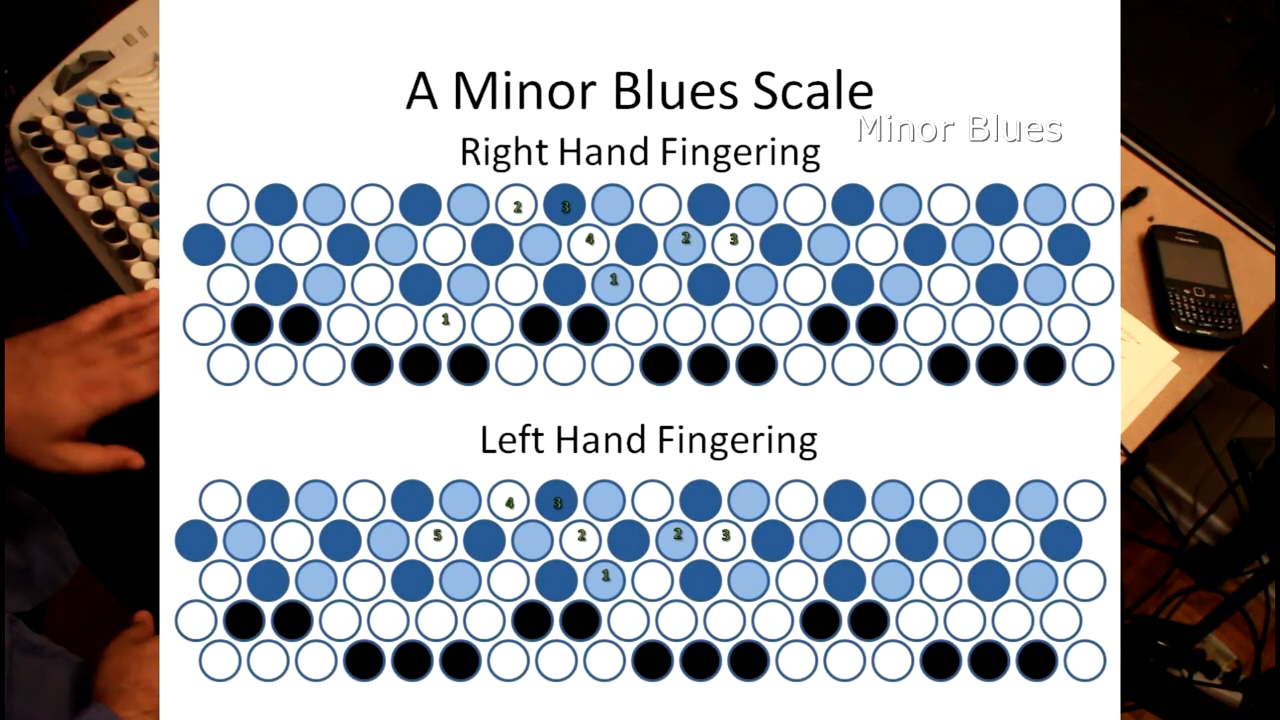 A Minor Blues Scale
Minor Blues
Right Hand Fingering
2 3
4 2 3
1
1
Left Hand Fingering
4 3
5 2 2 3
1